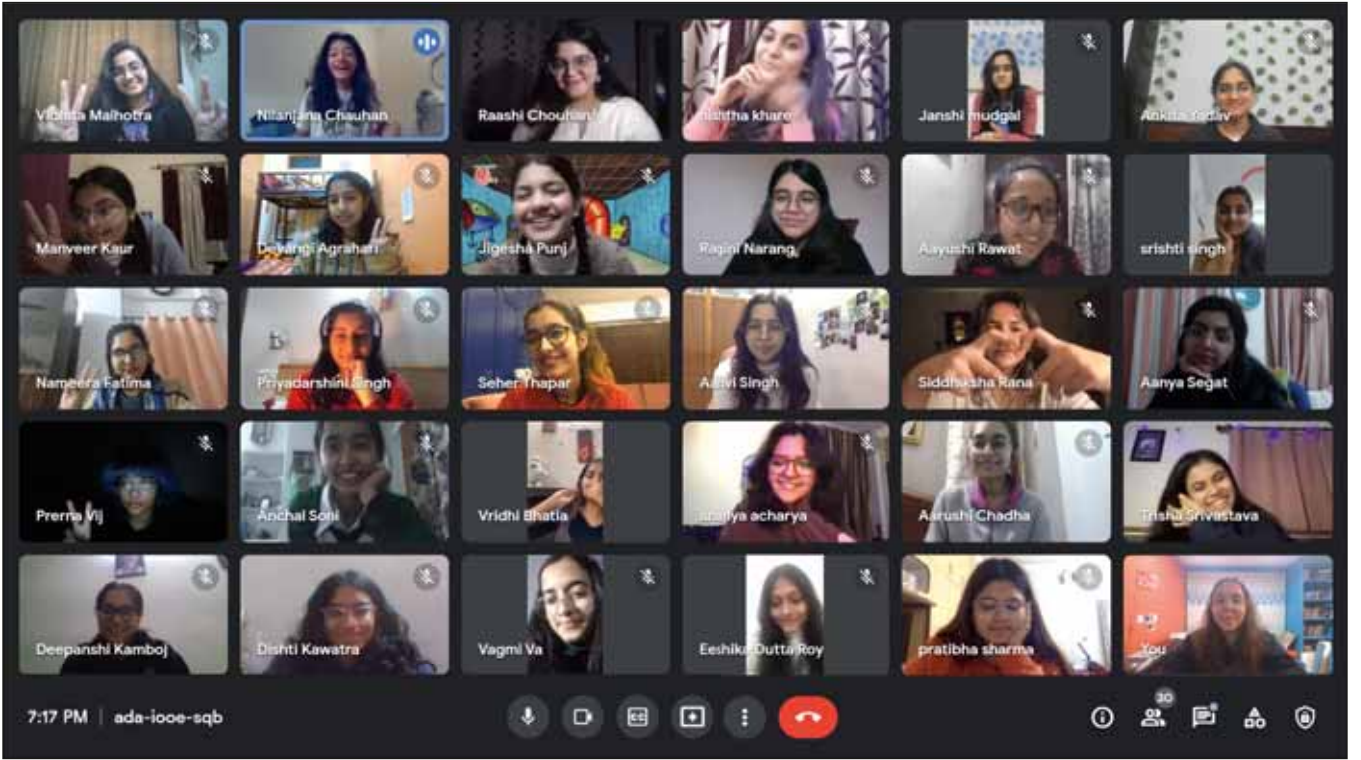 Vibhuta Malhotra
Nilanjana Chauhan
Raashi Chouhan
nishtha khare
Janshi mudgal
Ankita Yadav
Manveer Kaur
Devangi Agrahari
Jigesha Punj
Ragini Narang
Aayushi Rawat
srishti singh
Nameera Fatima
Priyadarshini Singh
Seher Thapar
Singh
Siddhiksha Rana
Aanya Segat
Prerna Vij
Anchal Soni
Vridhi Bhatia
acharya
Aarushi Chadha
Trisha Srivastava
Deepanshi Kamboj
Dishti Kawatra
Vagmi Va
Eeshika Dutta Roy
pratibha sharma
You
7:17 PM | ada-iooe-sqb
CC
30